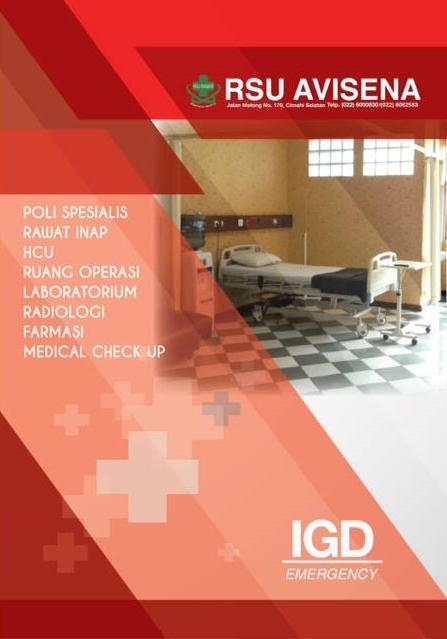 RSU AVISENA
Jalan Melong No. 170, Cimahi Selatan Telp. (022) 6000830/(022) 6062583
POLI SPESIALIS
RAWAT INAP
HCU
RUANG OPERASI
LABORATORIUM
RADIOLOGI
FARMASI
MEDICAL CHECK UP
IGD
EMERGENCY